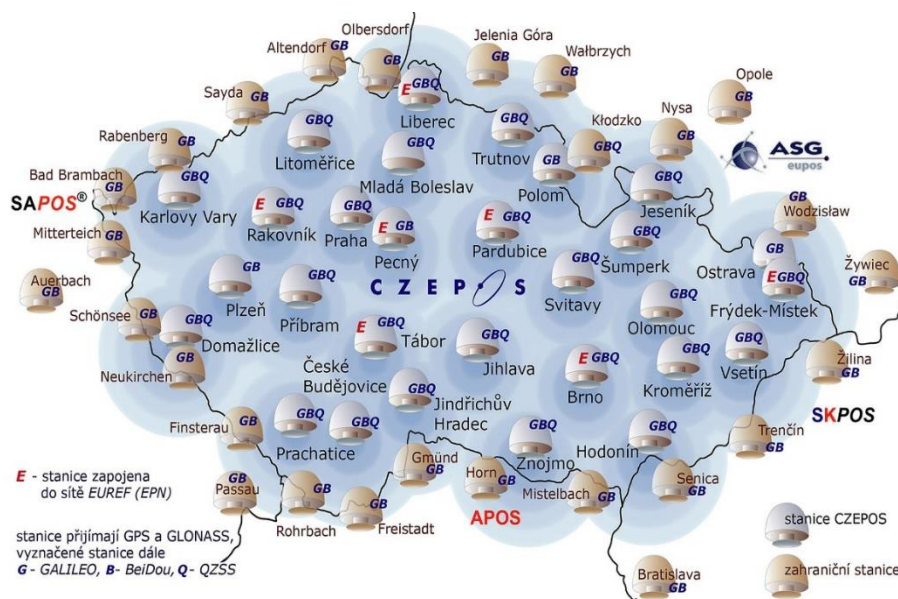 Olbersdorf
Altendorf
GB
GB
Jelenia Góra
GB
Wałbrzych
GB
Opole
GB
Sayda
GB
E GBQ
Liberec
Nysa
GB
Kłodzko
GBQ
ASG.
eupos
Rabenberg
GB
GBQ
Litoměřice
GBQ
Mladá Boleslav
GBQ
Trutnov
GB
Polom
Bad Brambach
GB
SAPOS®
GBQ
Karlovy Vary
GBQ
Jeseník
Wodzisław
GB
Mitterteich
GB
E GBQ
Rakovník
GBQ
Praha
E GB
Pecný
E GBQ
Pardubice
GBQ
Šumperk
GB
Ostrava
Auerbach
GB
GB
Plzeň
GBQ
Příbram
CZEPOS
GBQ
Svitavy
E GBQ
Frýdek-Místek
Żywiec
GB
Schönsee
GB
GBQ
Domažlice
GBQ
Olomouc
Neukirchen
GB
E GBQ
Tábor
České
Budějovice
GBQ
Jihlava
E GBQ
Brno
GBQ
Kroměříž
GBQ
Vsetín
Žilina
GB
SKPOS
Finsterau
GB
GBQ
Prachatice
GBQ
GBQ
Jindřichův
Hradec
GBQ
Znojmo
GBQ
Hodonín
Trenčín
GB
Gmünd
GB
Horn
GB
APOS
Mistelbach
GB
Senica
GB
Passau
GB
Rohrbach
GB
Freistadt
GB
Bratislava
GB
E - stanice zapojena
do sítě EUREF (EPN)
stanice přijímají GPS a GLONASS,
vyznačené stanice dále
G - GALILEO, B- BeiDou, Q- QZSS
stanice CZEPOS
zahraniční stanice